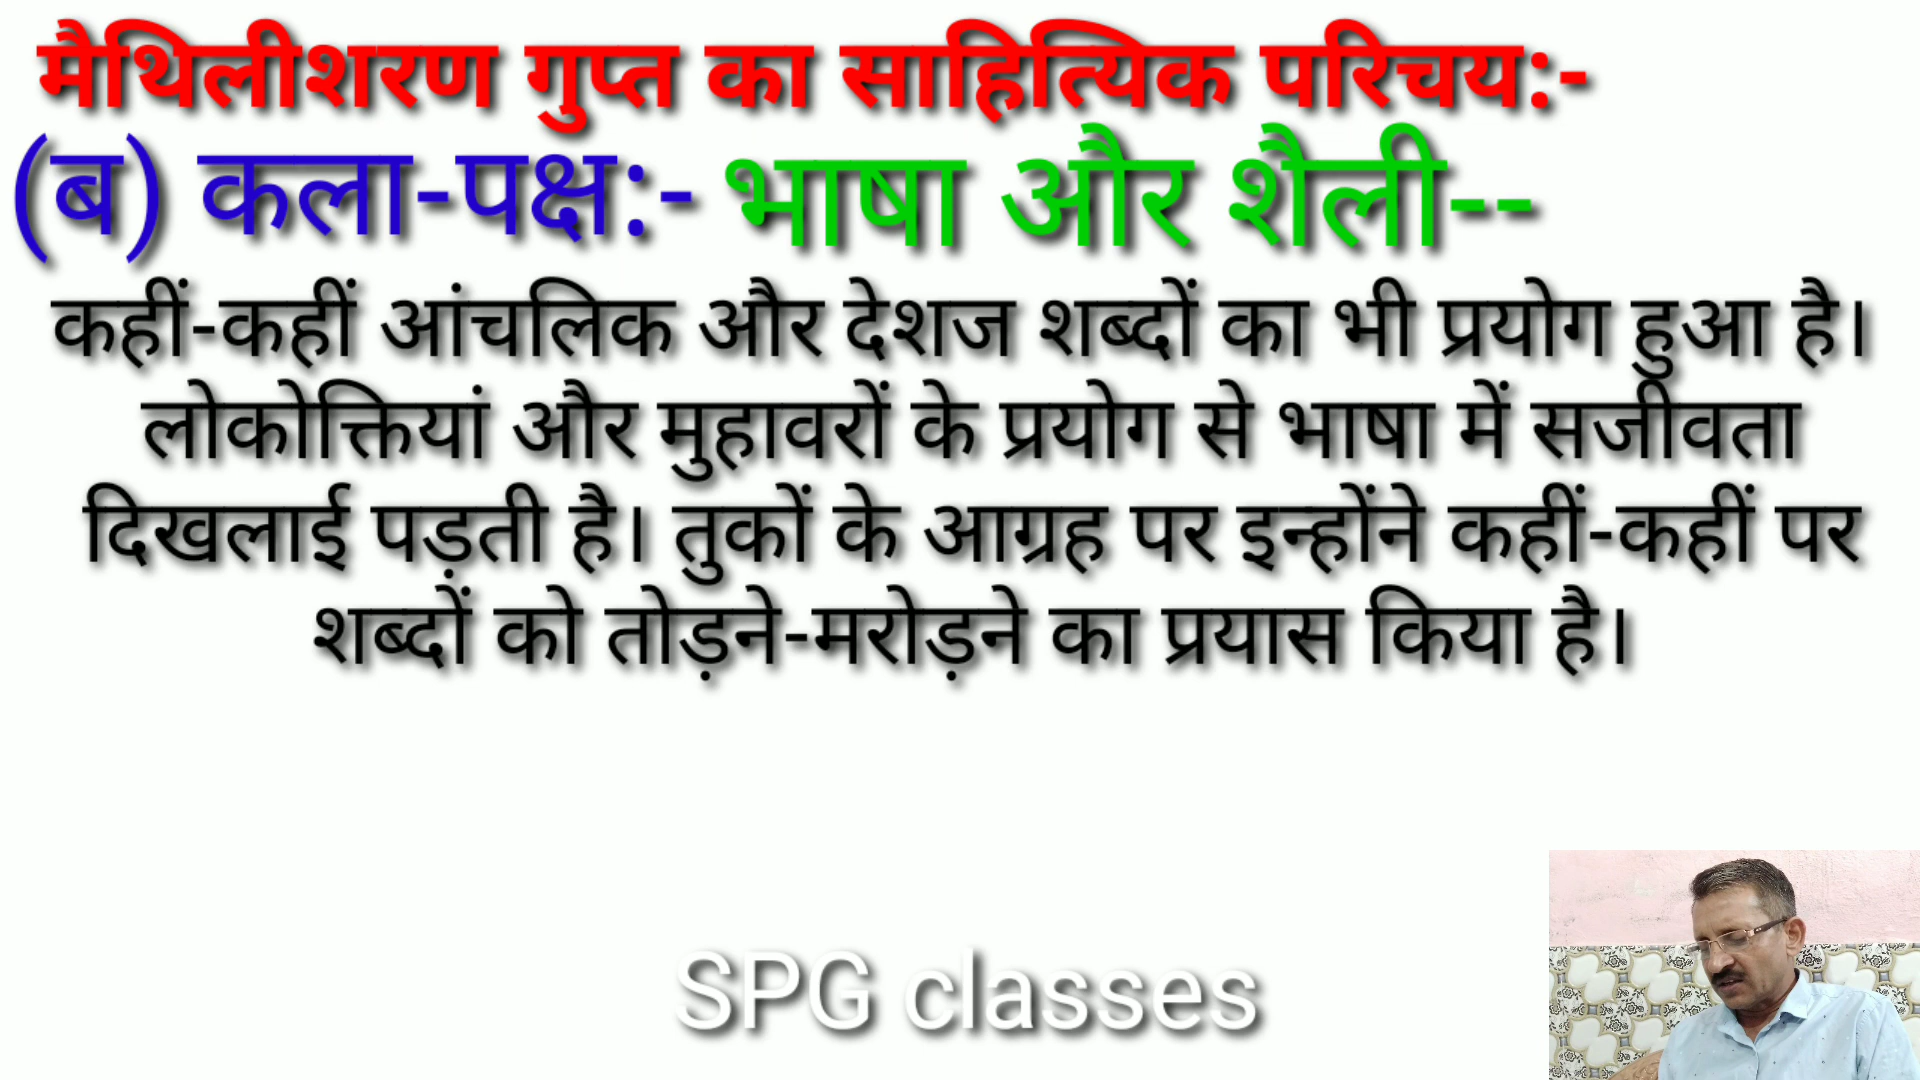 मैथिलीशरण गुप्त का साहित्यिक परिचय:-
(ब) कला-पक्ष:- भाषा और शैली--
कहीं-कहीं आंचलिक और देशज शब्दों का भी प्रयोग हुआ है।
लोकोक्तियां और मुहावरों के प्रयोग से भाषा में सजीवता
दिखलाई पड़ती है। तुकों के आग्रह पर इन्होंने कहीं-कहीं पर
शब्दों को तोड़ने-मरोड़ने का प्रयास किया है।
SPG classes